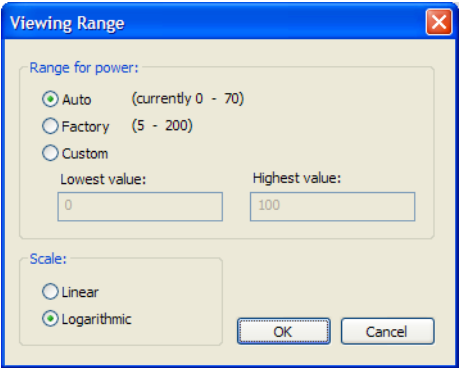 Viewing Range
Range for power:
Auto (currently 0 - 70)
Factory (5 - 200)
Custom
Lowest value: Highest value:
0 100
Scale:
Linear
Logarithmic
OK Cancel